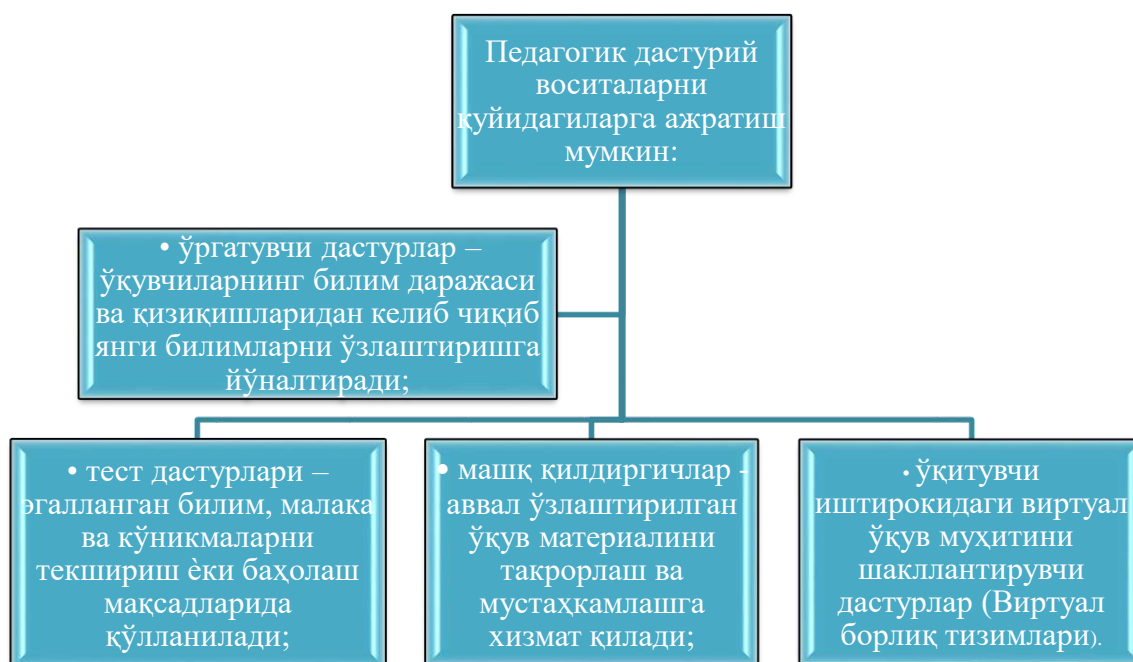 Педагогик дастурий
воситаларни
қуйидагиларга ажратиш
мумкин:
• ўргатувчи дастурлар –
ўқувчиларнинг билим даражаси
ва қизиқишларидан келиб чиқиб
янги билимларни ўзлаштиришга
йўналтиради;
• тест дастурлари –
эгалланган билим, малака
ва кўникмаларни
текшириш ѐки баҳолаш
мақсадларида
қўлланилади;
• машқ қилдиргичлар -
аввал ўзлаштирилган
ўқув материалини
такрорлаш ва
мустаҳкамлашга
хизмат қилади;
• ўқитувчи
иштирокидаги виртуал
ўқув муҳитини
шакллантирувчи
дастурлар (Виртуал
борлиқ тизимлари).